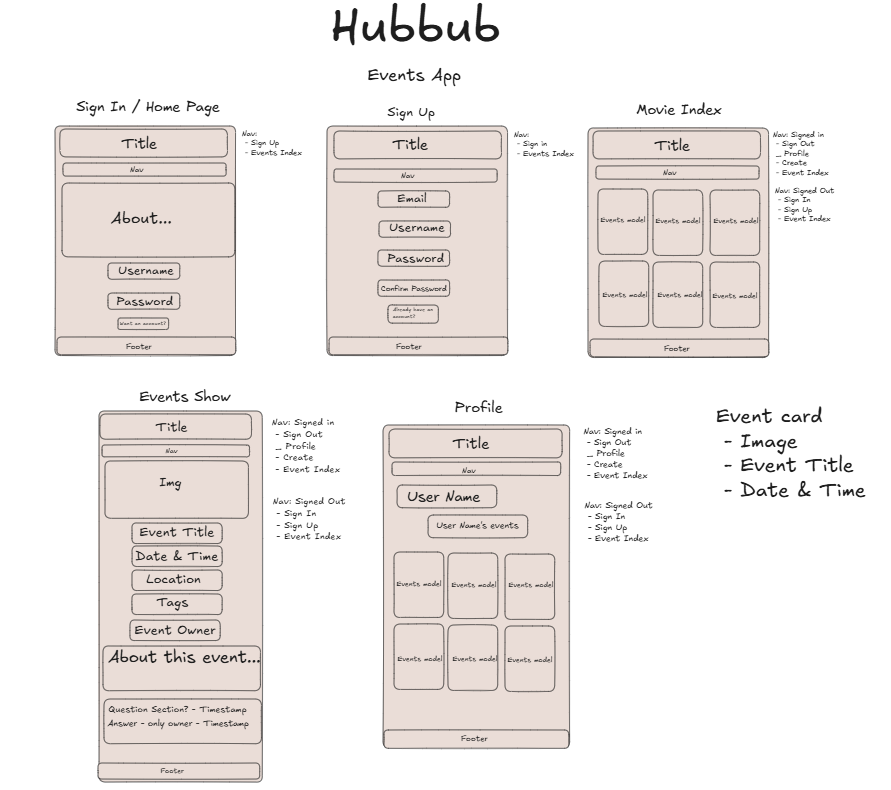 Hubbub
Events App
Sign In / Home Page
Title
Nav
About...
Username
Password
Want an account?
Footer
Nav:
- Sign Up
- Events Index
Sign Up
Title
Nav
Email
Username
Password
Confirm Password
Already have an
account?
Footer
Nav:
- Sign in
- Events Index
Movie Index
Title
Nav
Events model
Events model
Events model
Events model
Events model
Events model
Footer
Nav: Signed in
- Sign Out
_ Profile
- Create
- Event Index
Nav: Signed Out
- Sign In
- Sign Up
- Event Index
Events Show
Title
Nav
Img
Event Title
Date & Time
Location
Tags
Event Owner
About this event...
Question Section? - Timestamp
Answer - only owner - Timestamp
Footer
Nav: Signed in
- Sign Out
_ Profile
- Create
- Event Index
Nav: Signed Out
- Sign In
- Sign Up
- Event Index
Profile
Title
Nav
User Name
User Name's events
Events model
Events model
Events model
Events model
Events model
Events model
Footer
Nav: Signed in
- Sign Out
_ Profile
- Create
- Event Index
Nav: Signed Out
- Sign In
- Sign Up
- Event Index
Event card
- Image
- Event Title
- Date & Time